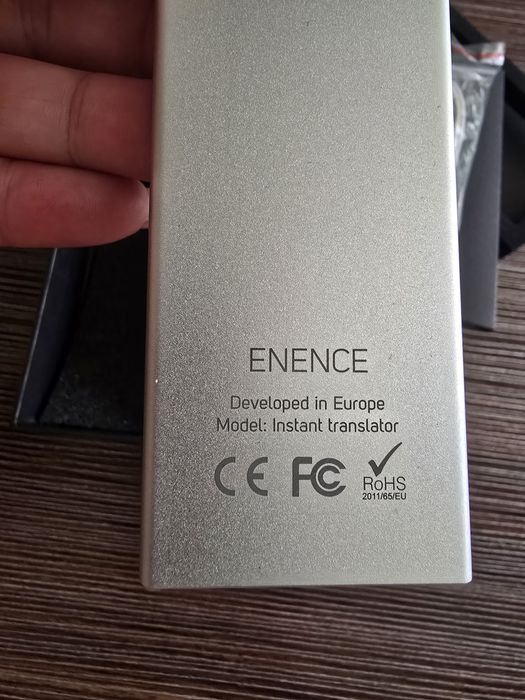 ENENCE
Developed in Europe
Model: Instant translator
CE FC ✓
RoHS
2011/65/EU